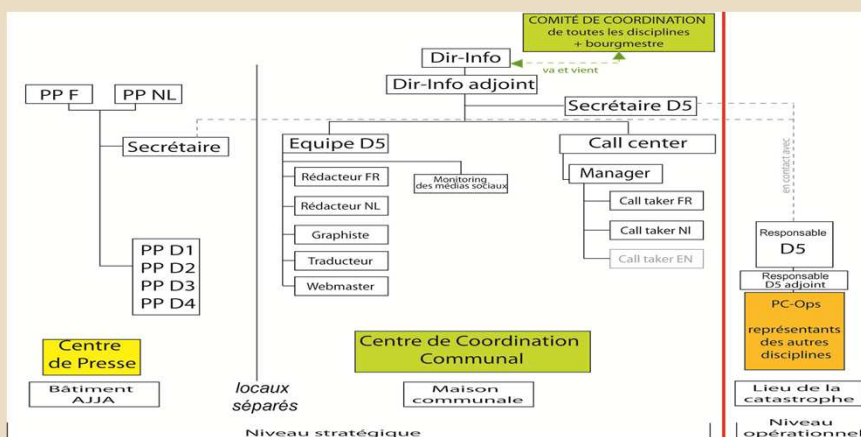 COMITÉ DE COORDINATION
de toutes les disciplines
+ bourgmestre
Dir-Info
va et vient
Dir-Info adjoint
PP F
PP NL
Secrétaire D5
Secrétaire
Equipe D5
Call center
Rédacteur FR
Monitoring
des médias sociaux
Manager
Rédacteur NL
Call taker FR
Graphiste
Call taker Nl
Traducteur
Call taker EN
Webmaster
en contact avec
Responsable
D5
Responsable
D5 adjoint
PP D1
PP D2
PP D3
PP D4
PC-Ops
représentants
des autres
disciplines
Centre
de Presse
Centre de Coordination
Communal
Bâtiment
AJJA
locaux
séparés
Maison
communale
Lieu de la
catastrophe
Niveau stratégique
Niveau
opérationnel